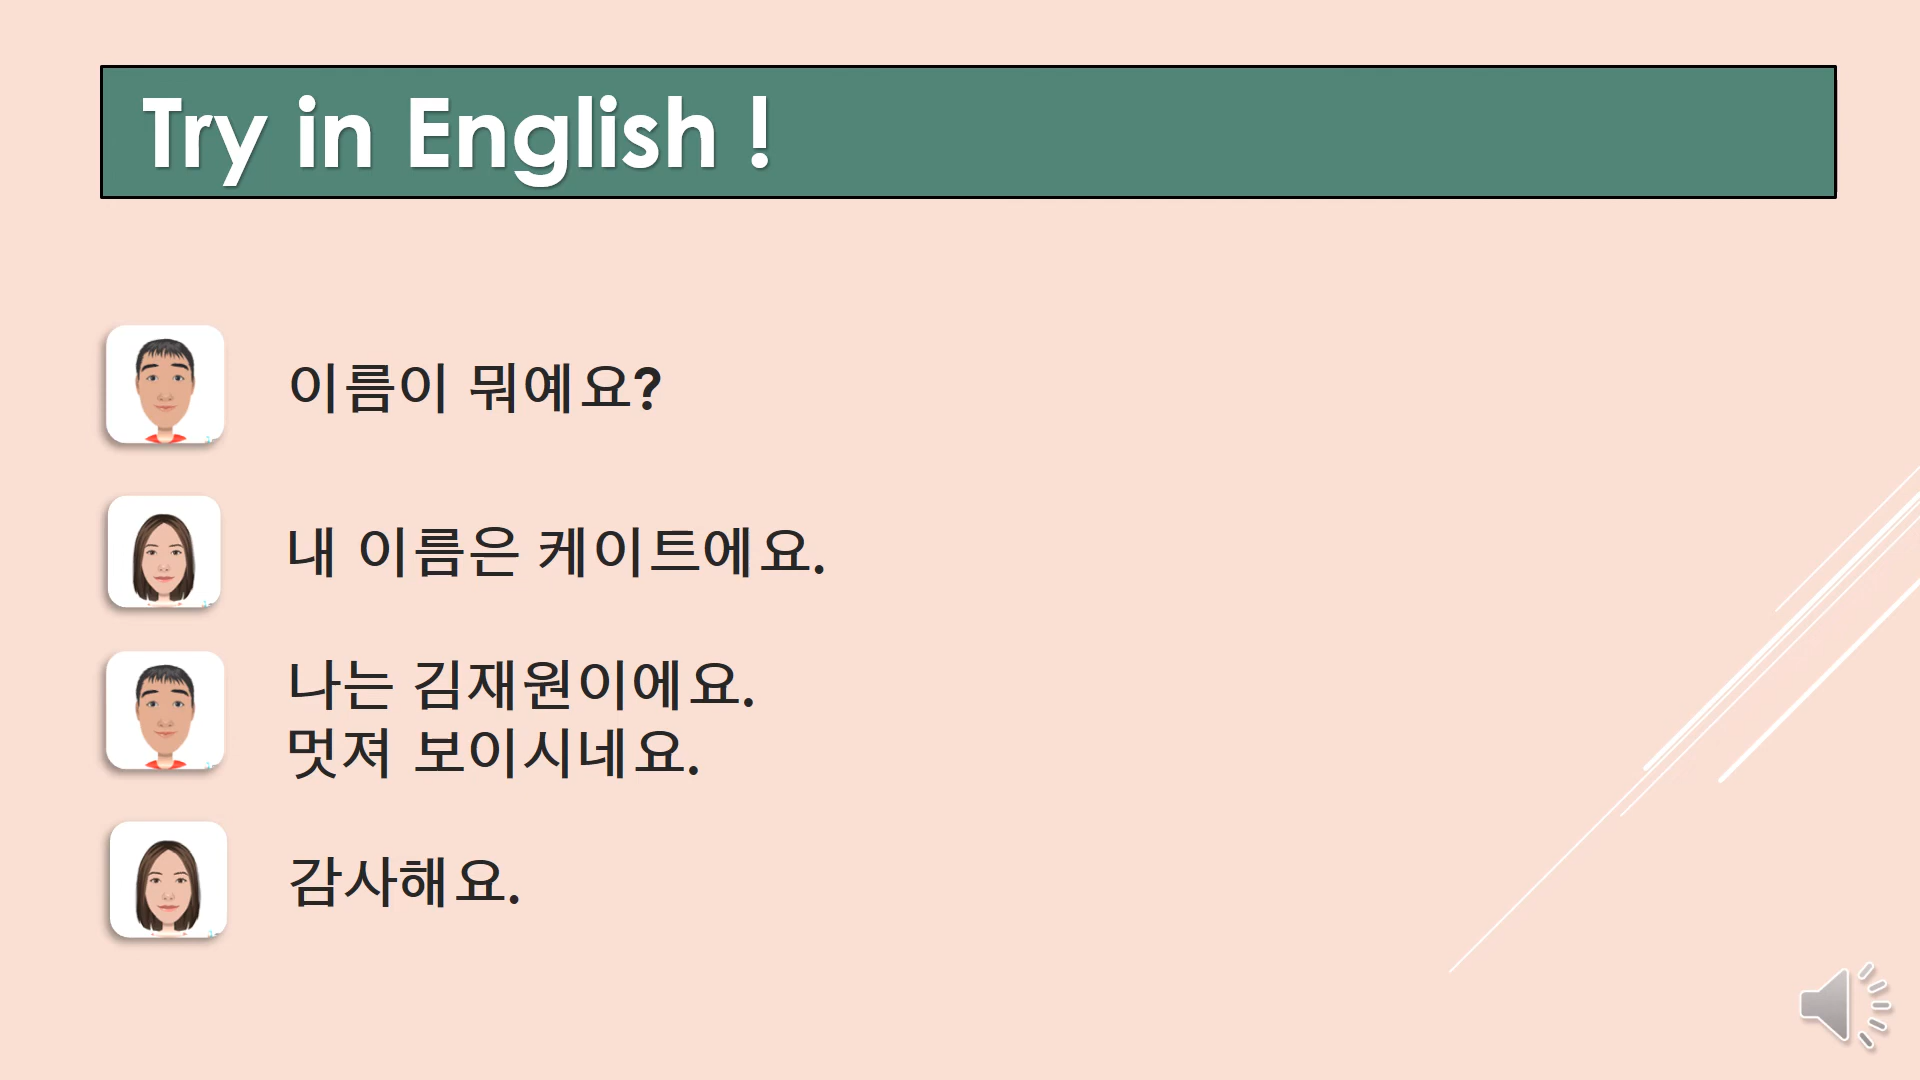 Try in English !
이름이 뭐예요?
내 이름은 케이트에요.
나는 김재원이에요.
멋져 보이시네요.
감사해요.